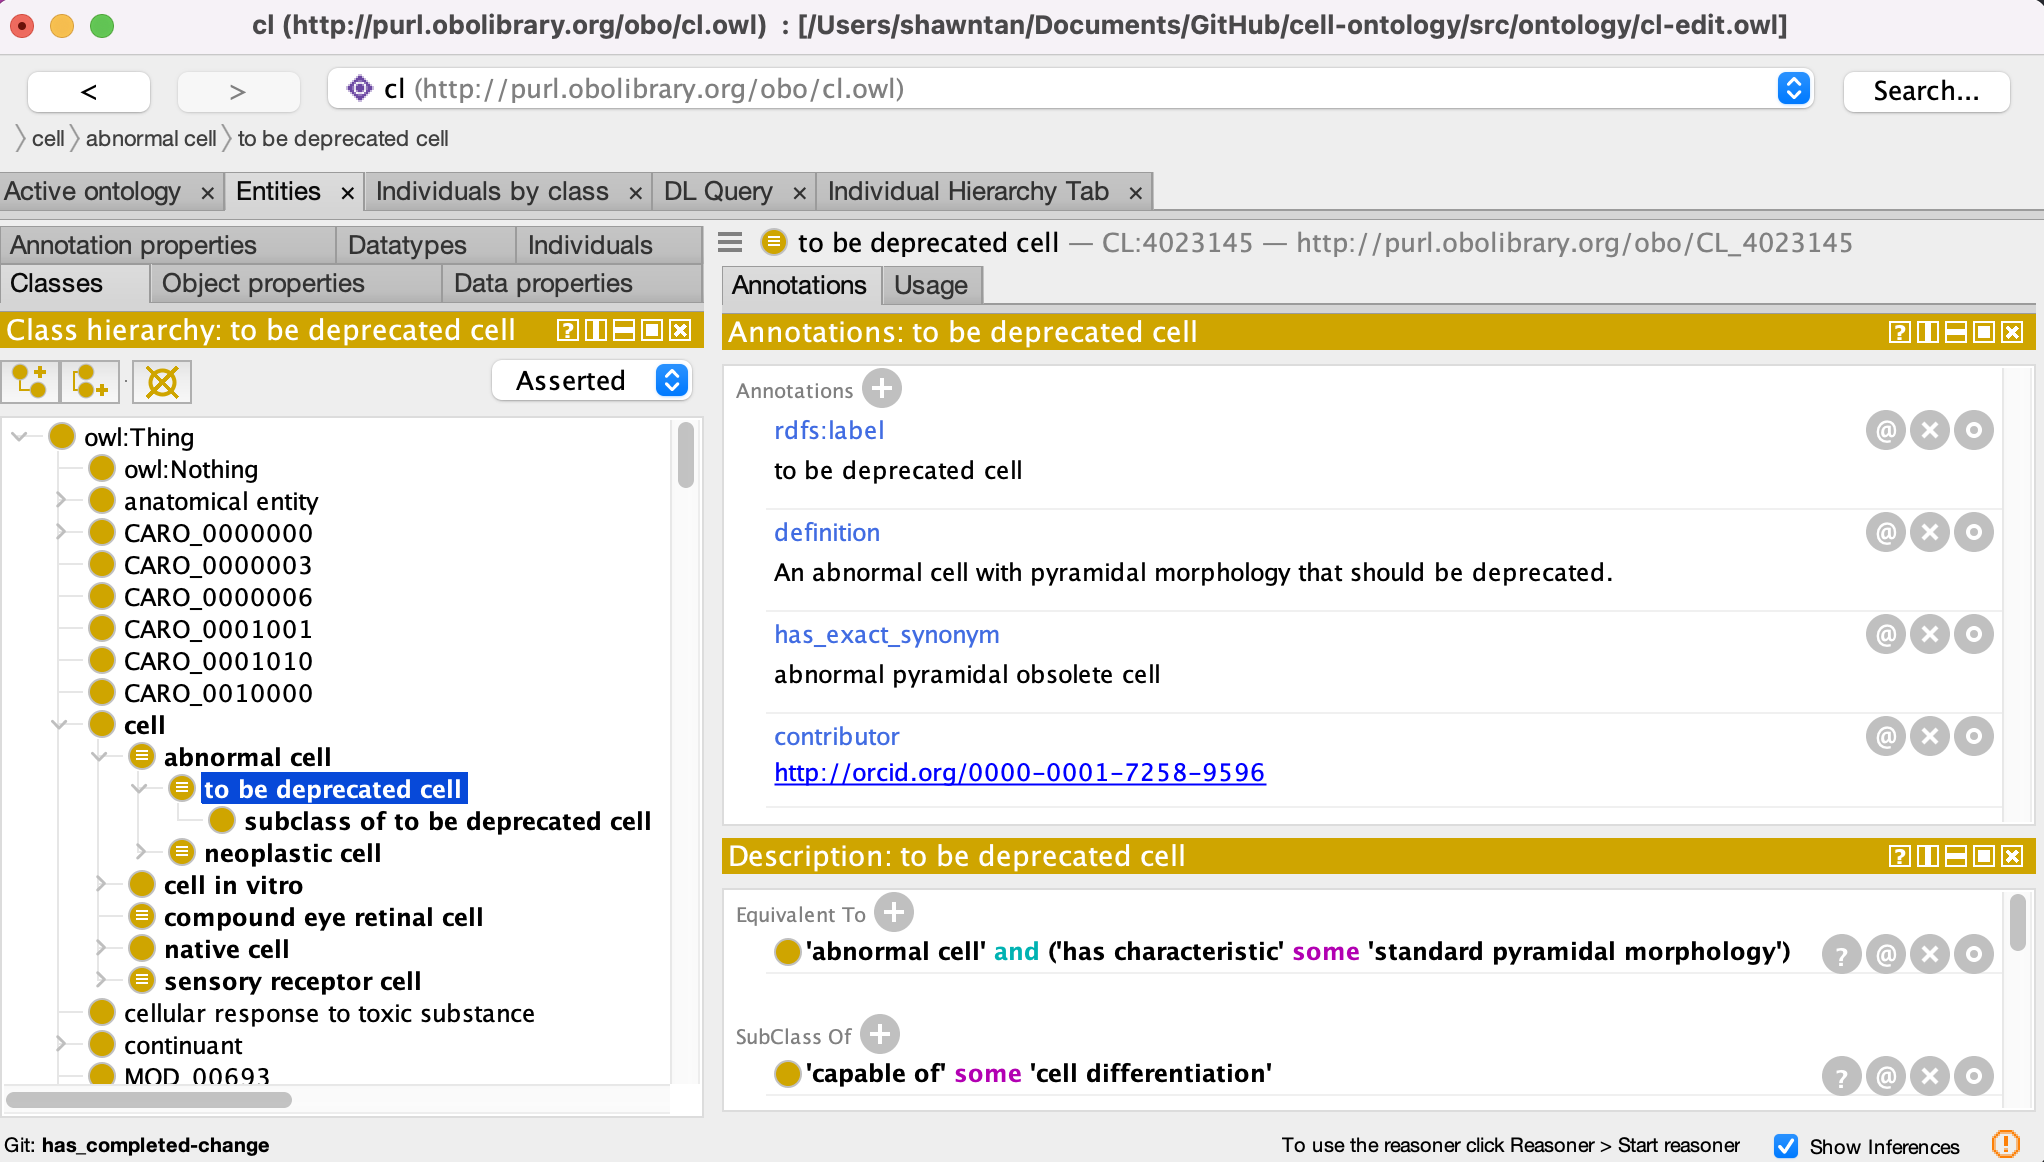 cl (http://purl.obolibrary.org/obo/cl.owl) : [/Users/shawntan/Documents/GitHub/cell-ontology/src/ontology/cl-edit.owl]
< > cl (http://purl.obolibrary.org/obo/cl.owl) Search...
cell abnormal cell to be deprecated cell
Active ontology × Entities × Individuals by class × DL Query × Individual Hierarchy Tab ×
Annotation properties Datatypes Individuals
Classes Object properties Data properties
Class hierarchy: to be deprecated cell
Asserted
owl:Thing
owl:Nothing
anatomical entity
CARO_0000000
CARO_0000003
CARO_0000006
CARO_0001001
CARO_0001010
CARO_0010000
cell
abnormal cell
to be deprecated cell
subclass of to be deprecated cell
neoplastic cell
cell in vitro
compound eye retinal cell
native cell
sensory receptor cell
cellular response to toxic substance
continuant
MOD_00693
to be deprecated cell — CL:4023145 — http://purl.obolibrary.org/obo/CL_4023145
Annotations Usage
Annotations: to be deprecated cell
Annotations
rdfs:label
to be deprecated cell
definition
An abnormal cell with pyramidal morphology that should be deprecated.
has_exact_synonym
abnormal pyramidal obsolete cell
contributor
http://orcid.org/0000-0001-7258-9596
Description: to be deprecated cell
Equivalent To
'abnormal cell' and ('has characteristic' some 'standard pyramidal morphology')
SubClass Of
'capable of' some 'cell differentiation'
Git: has_completed-change
To use the reasoner click Reasoner > Start reasoner Show Inferences